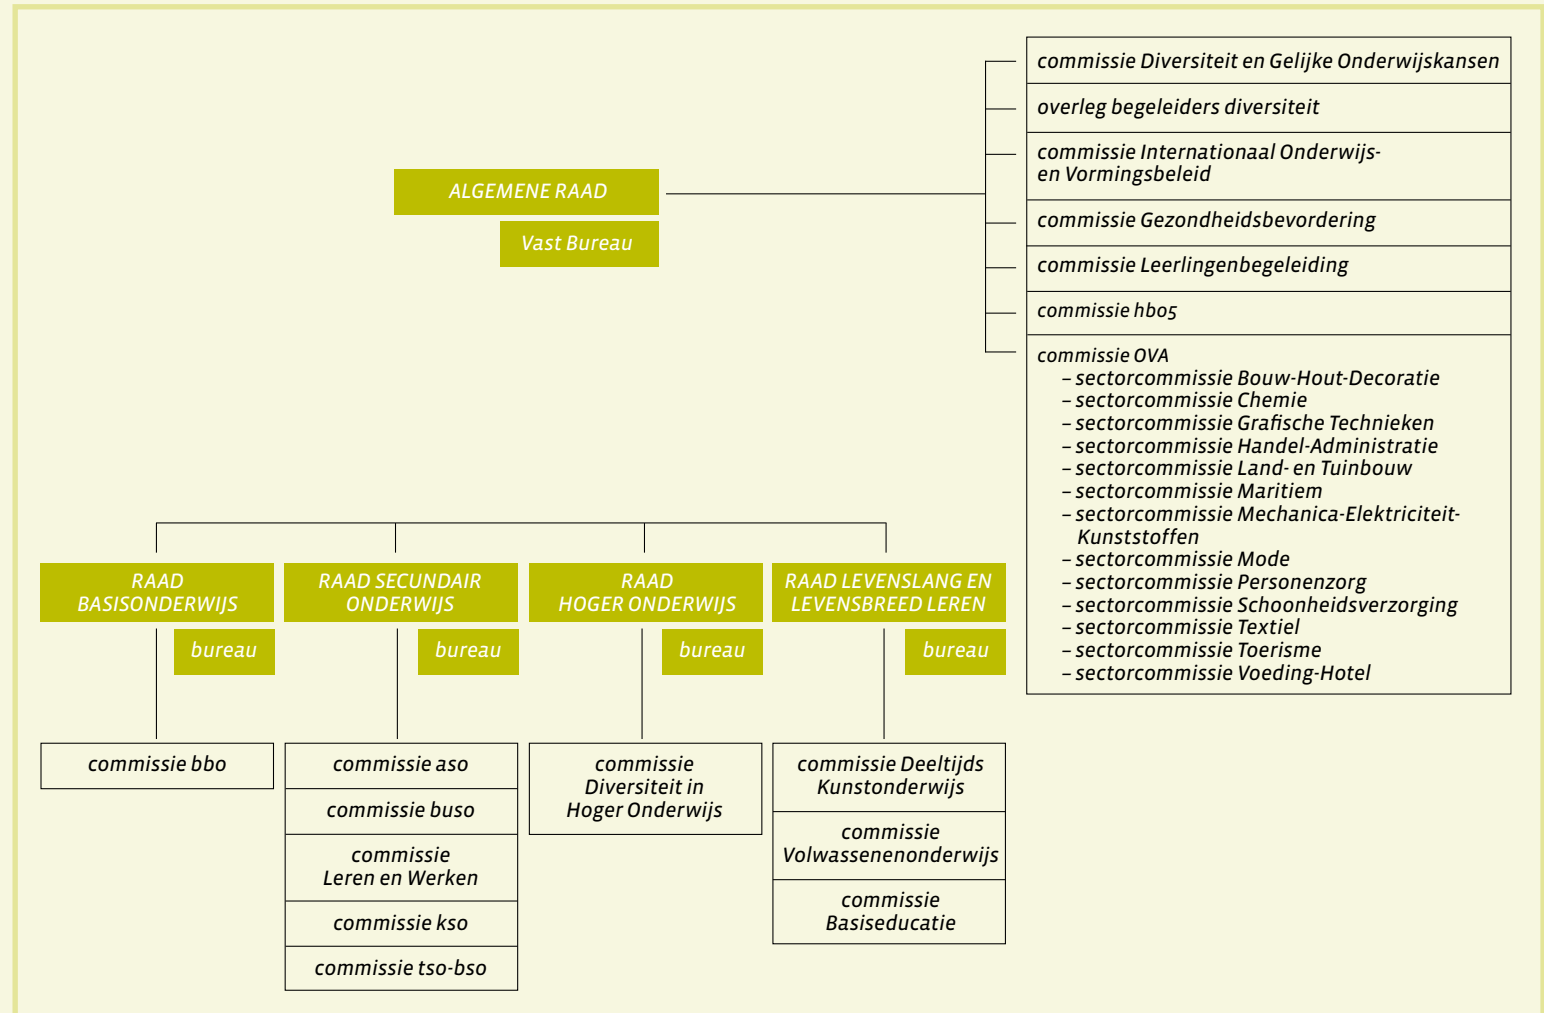 ALGEMENE RAAD
Vast Bureau
commissie Diversiteit en Gelijke Onderwijskansen
overleg begeleiders diversiteit
commissie Internationaal Onderwijs-
en Vormingsbeleid
commissie Gezondheidsbevordering
commissie Leerlingenbegeleiding
commissie hbo5
commissie OVA
– sectorcommissie Bouw-Hout-Decoratie
– sectorcommissie Chemie
– sectorcommissie Grafische Technieken
– sectorcommissie Handel-Administratie
– sectorcommissie Land- en Tuinbouw
– sectorcommissie Maritiem
– sectorcommissie Mechanica-Elektriciteit-
Kunststoffen
– sectorcommissie Mode
– sectorcommissie Personenzorg
– sectorcommissie Schoonheidsverzorging
– sectorcommissie Textiel
– sectorcommissie Toerisme
– sectorcommissie Voeding-Hotel
RAAD
BASISONDERWIJS
bureau
commissie bbo
RAAD SECUNDAIR
ONDERWIJS
bureau
commissie aso
commissie buso
commissie
Leren en Werken
commissie kso
commissie tso-bso
RAAD
HOGER ONDERWIJS
bureau
commissie
Diversiteit in
Hoger Onderwijs
RAAD LEVENSLANG EN
LEVENSBREED LEREN
bureau
commissie Deeltijds
Kunstonderwijs
commissie
Volwassenenonderwijs
commissie
Basiseducatie